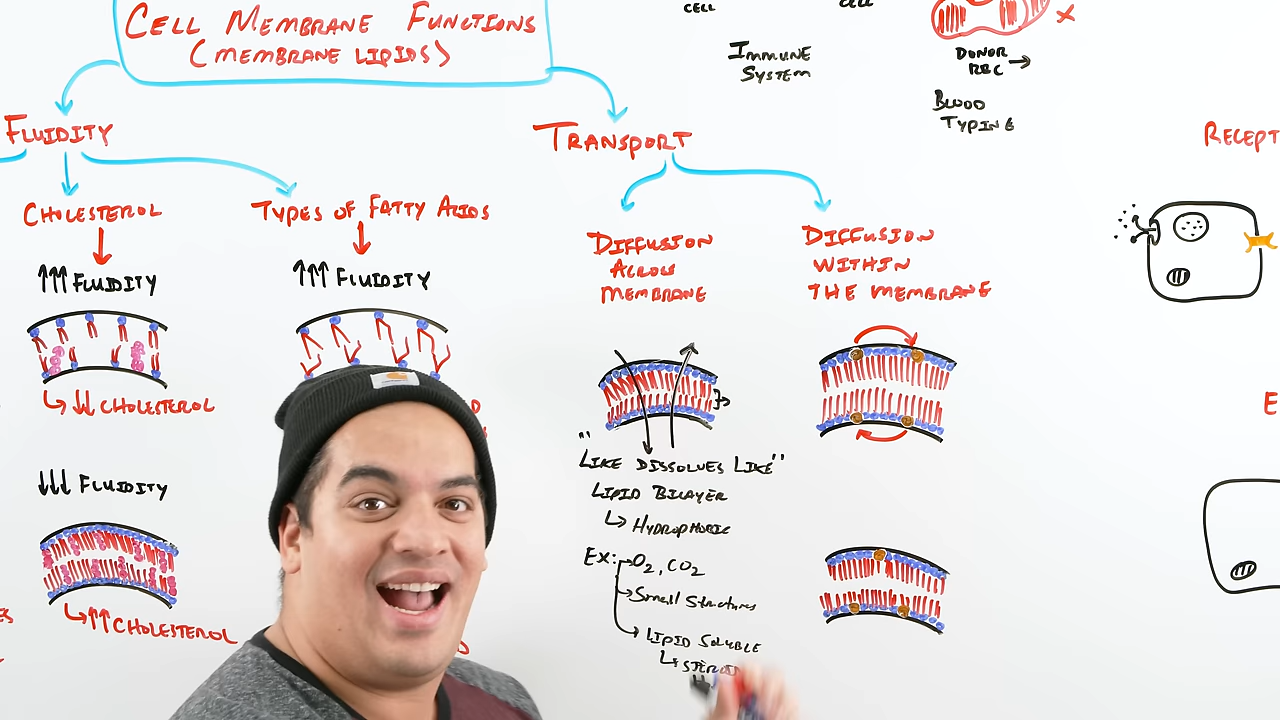 CELL MEMBRANE FUNCTIONS
(MEMBRANE LIPIDS)
FLUIDITY
CHOLESTEROL
↑↑↑ FLUIDITY
↳↓↓ CHOLESTEROL
↓↓↓ FLUIDITY
↳↑↑ CHOLESTEROL
TYPES OF FATTY ACIDS
↑↑↑ FLUIDITY
TRANSPORT
DIFFUSION
ACROSS
MEMBRANE
"LIKE DISSOLVES LIKE"
LIPID BILAYER
↳ HYDROPHOBIC
EX: → O2, CO2
→ Small Structures
→ LIPID SOLUBLE
DIFFUSION
WITHIN
THE MEMBRANE
CELL
CELL
IMMUNE
SYSTEM
DONOR
RBC →
BLOOD
TYPING
RECEPT